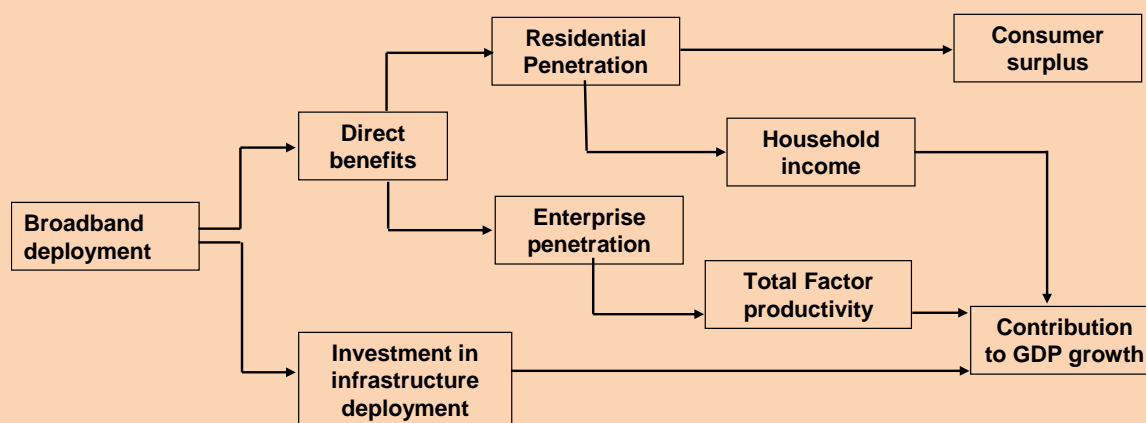 Residential
Penetration
Consumer
surplus
Direct
benefits
Household
income
Broadband
deployment
Enterprise
penetration
Total Factor
productivity
Contribution
to GDP growth
Investment in
infrastructure
deployment